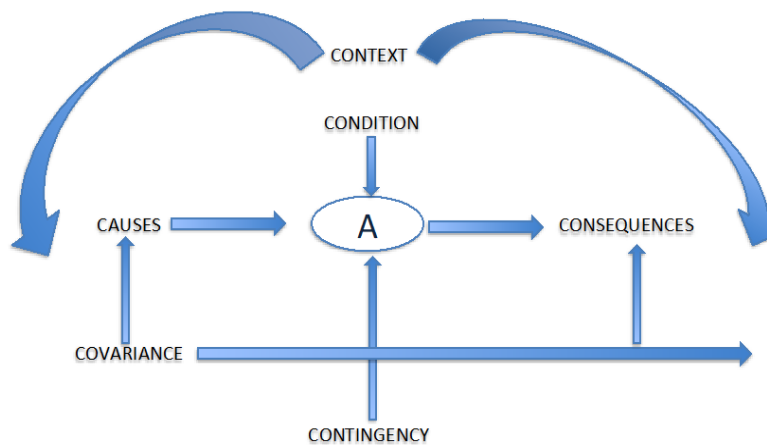 CONTEXT
CONDITION
CAUSES
A
CONSEQUENCES
COVARIANCE
CONTINGENCY